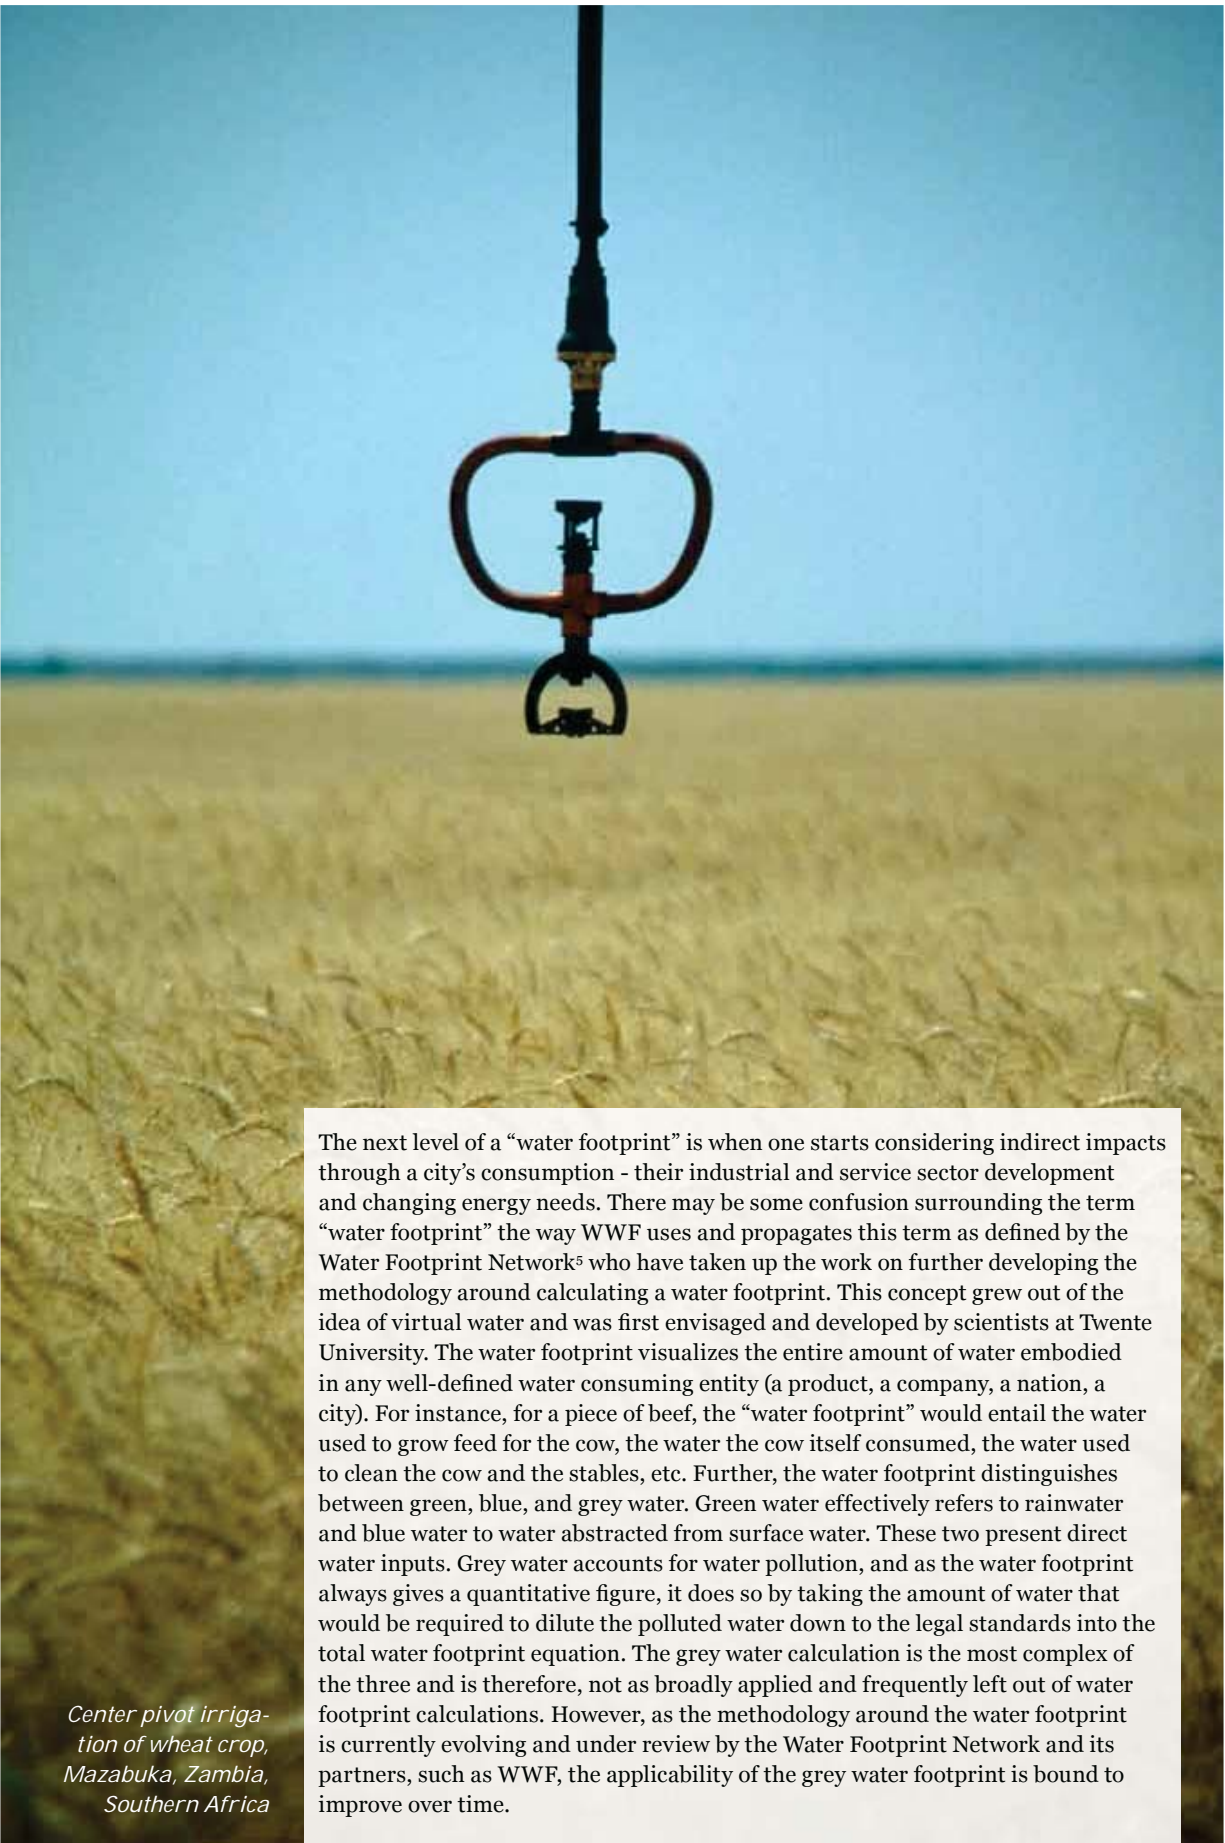 The next level of a “water footprint” is when one starts considering indirect impacts
through a city’s consumption - their industrial and service sector development
and changing energy needs. There may be some confusion surrounding the term
“water footprint” the way WWF uses and propagates this term as defined by the
Water Footprint Network⁵ who have taken up the work on further developing the
methodology around calculating a water footprint. This concept grew out of the
idea of virtual water and was first envisaged and developed by scientists at Twente
University. The water footprint visualizes the entire amount of water embodied
in any well-defined water consuming entity (a product, a company, a nation, a
city). For instance, for a piece of beef, the “water footprint” would entail the water
used to grow feed for the cow, the water the cow itself consumed, the water used
to clean the cow and the stables, etc. Further, the water footprint distinguishes
between green, blue, and grey water. Green water effectively refers to rainwater
and blue water to water abstracted from surface water. These two present direct
water inputs. Grey water accounts for water pollution, and as the water footprint
always gives a quantitative figure, it does so by taking the amount of water that
would be required to dilute the polluted water down to the legal standards into the
total water footprint equation. The grey water calculation is the most complex of
the three and is therefore, not as broadly applied and frequently left out of water
footprint calculations. However, as the methodology around the water footprint
is currently evolving and under review by the Water Footprint Network and its
partners, such as WWF, the applicability of the grey water footprint is bound to
improve over time.
Center pivot irriga-
tion of wheat crop,
Mazabuka, Zambia,
Southern Africa